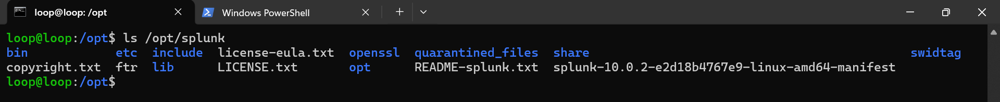 loop@loop: /opt
Windows PowerShell
loop@loop:/opt$ ls /opt/splunk
bin etc include license-eula.txt openssl quarantined_files share swidtag
copyright.txt ftr lib LICENSE.txt opt README-splunk.txt splunk-10.0.2-e2d18b4767e9-linux-amd64-manifest
loop@loop:/opt$